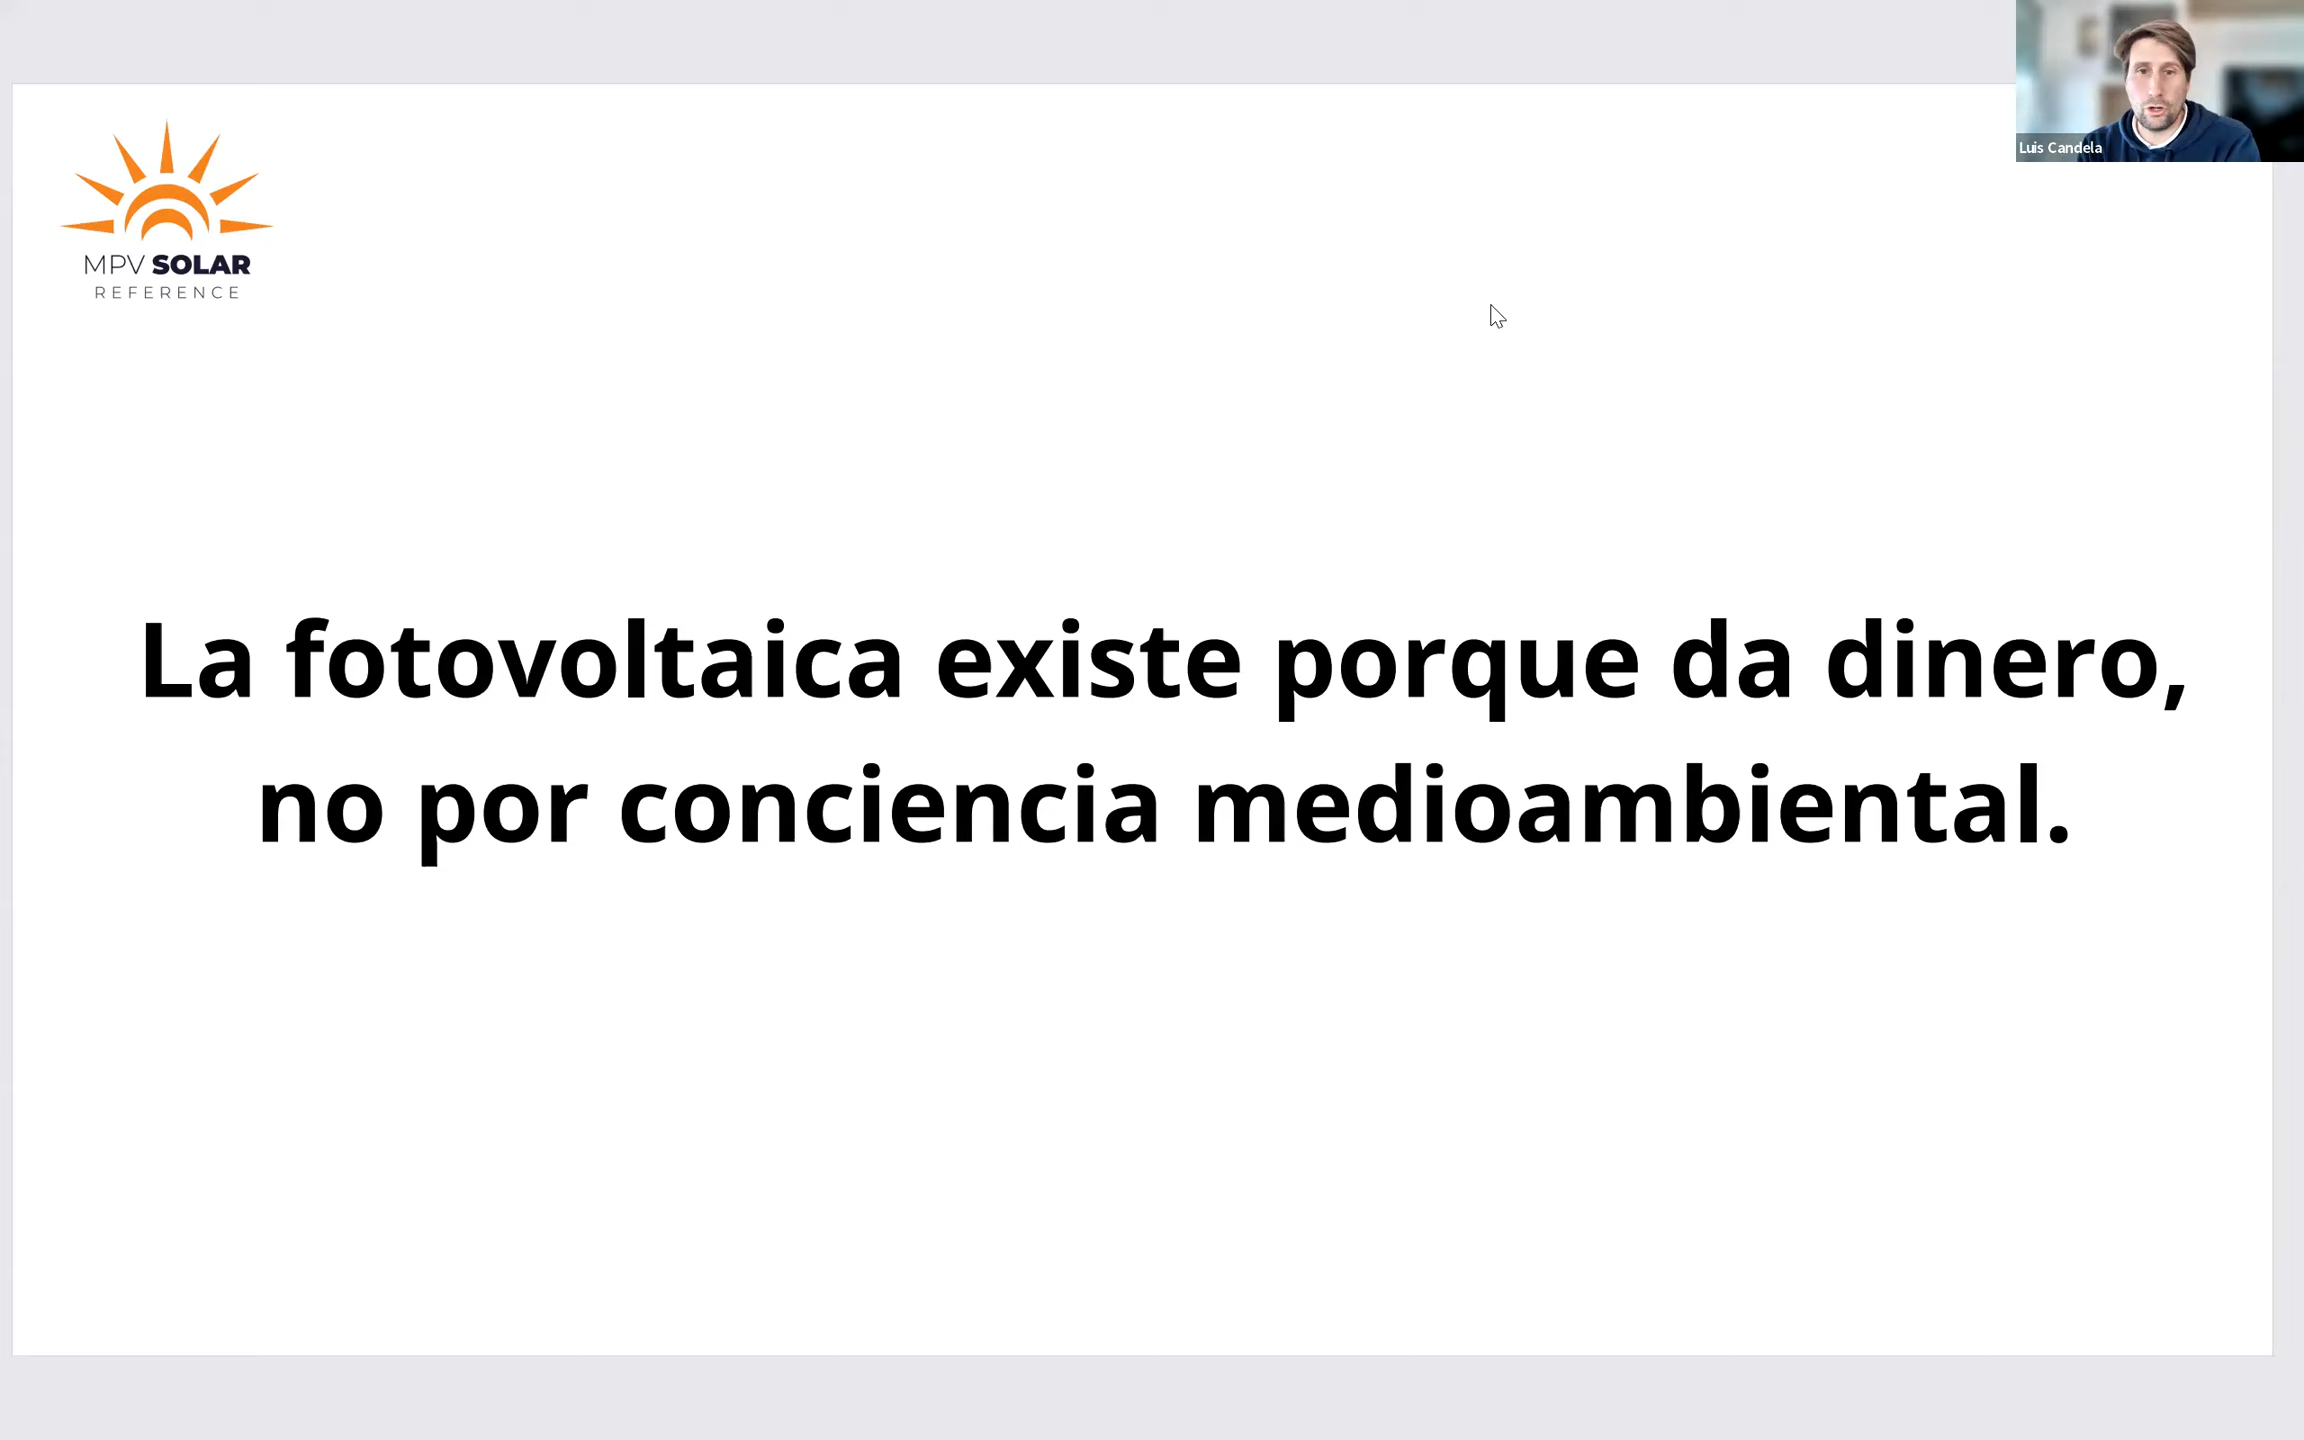 Luis Candela
MPV SOLAR
REFERENCE
La fotovoltaica existe porque da dinero,
no por conciencia medioambiental.